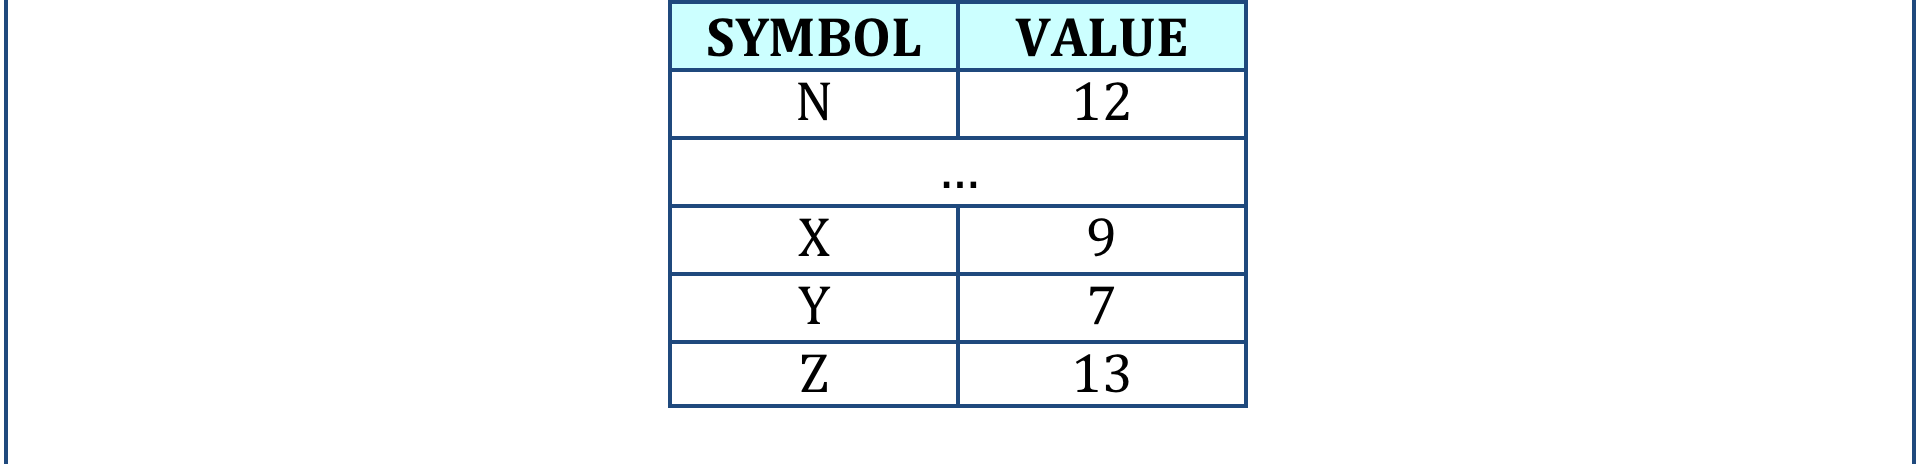 SYMBOL VALUE
N 12
...
X 9
Y 7
Z 13